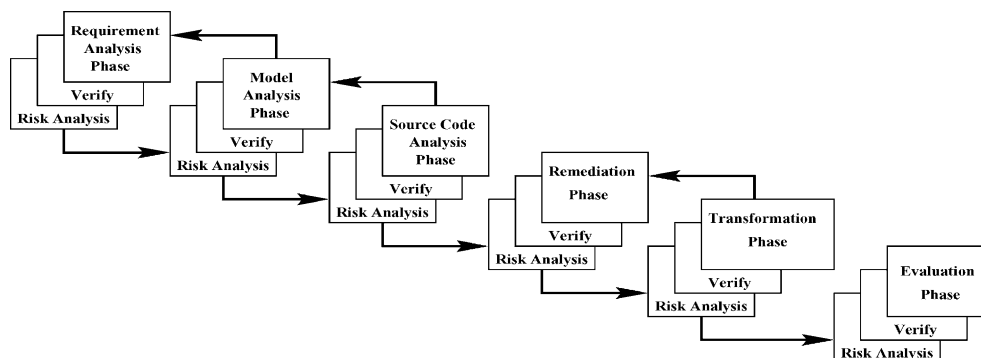 Requirement
Analysis
Phase
Verify
Risk Analysis
Model
Analysis
Phase
Verify
Risk Analysis
Source Code
Analysis
Phase
Verify
Risk Analysis
Remediation
Phase
Verify
Risk Analysis
Transformation
Phase
Verify
Risk Analysis
Evaluation
Phase
Verify
Risk Analysis